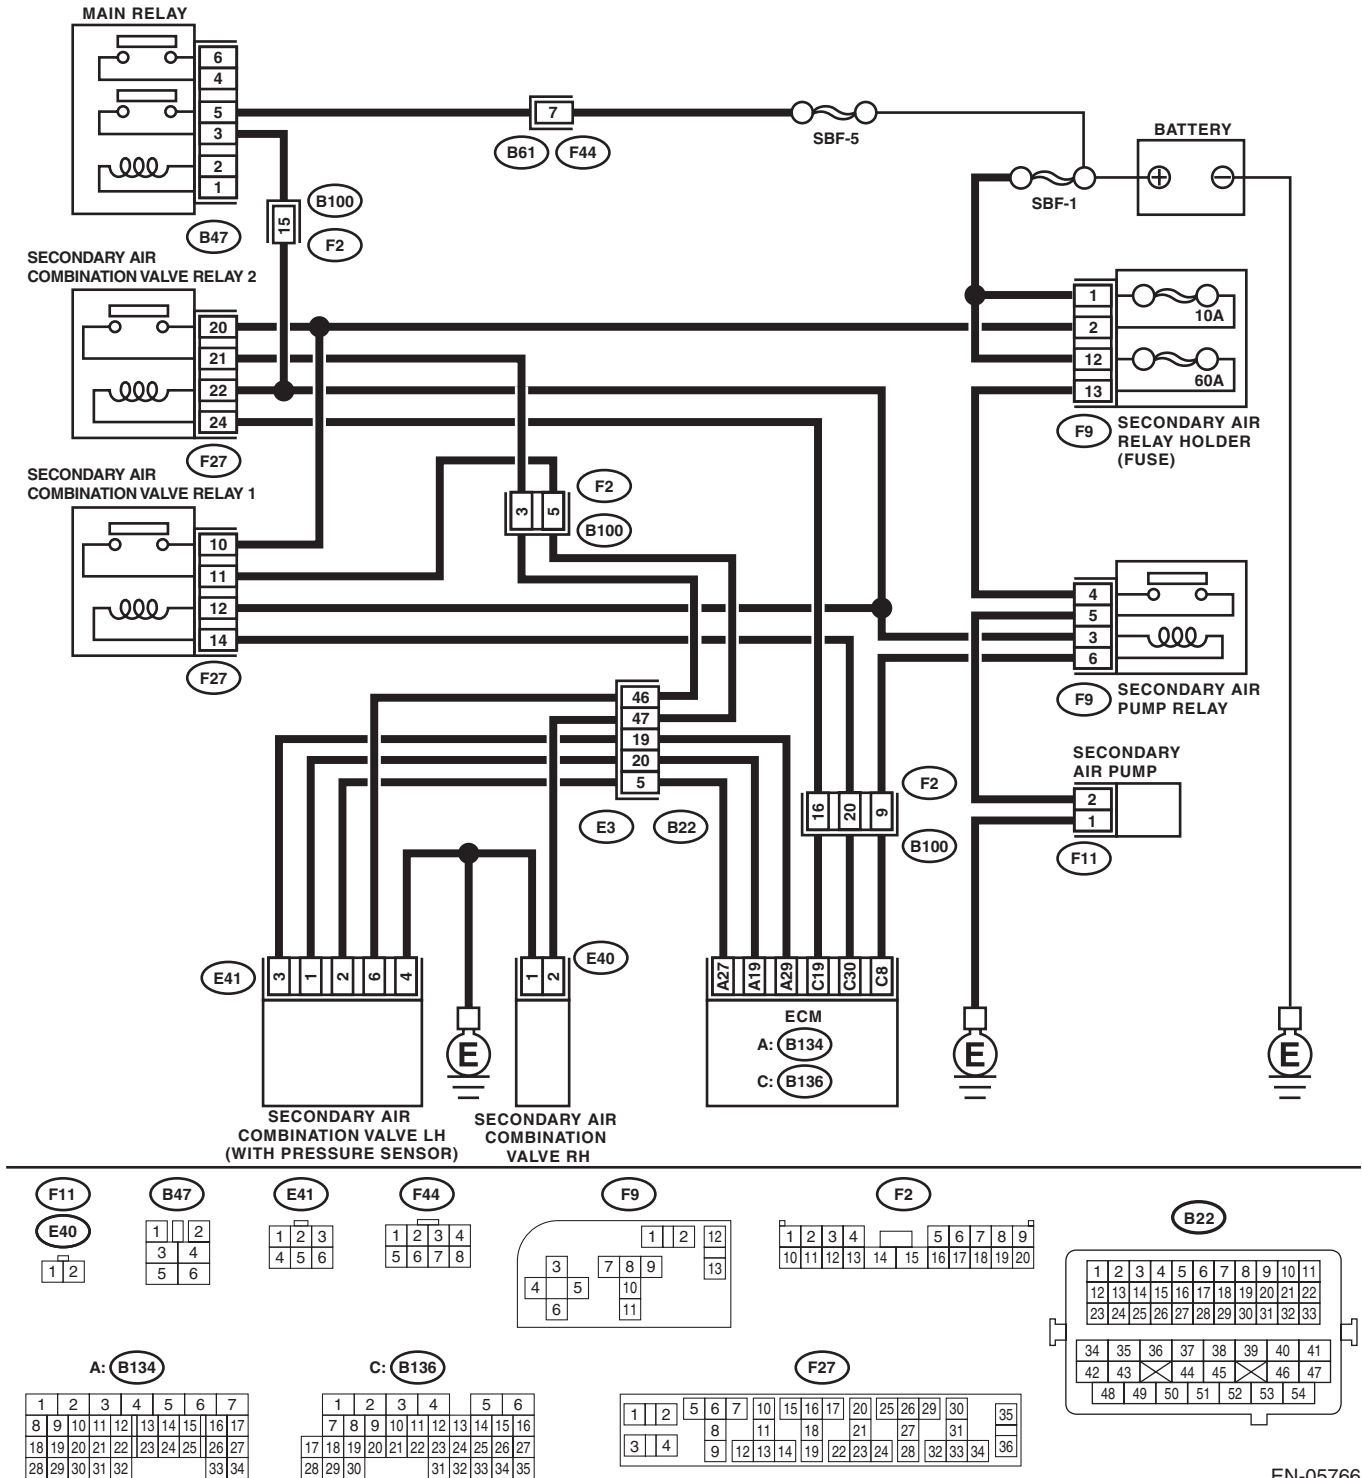 MAIN RELAY
6
4
5
3
2
1
B47
7
B61 F44
SBF-5
BATTERY
+ −
SBF-1
15
B100
F2
SECONDARY AIR
COMBINATION VALVE RELAY 2
20
21
22
24
F27
1
2
12
13
10A
60A
F9
SECONDARY AIR
RELAY HOLDER
(FUSE)
SECONDARY AIR
COMBINATION VALVE RELAY 1
10
11
12
14
F27
3 5
F2
B100
4
5
3
6
F9
SECONDARY AIR
PUMP RELAY
46
47
19
20
5
E3 B22
16 20 9
F2
B100
SECONDARY
AIR PUMP
2
1
F11
E41
3 1 2 6 4
1 2
E40
A27 A19 A29 C19 C30 C8
ECM
A: B134
C: B136
E
E
E
SECONDARY AIR
COMBINATION VALVE LH
(WITH PRESSURE SENSOR)
SECONDARY AIR
COMBINATION
VALVE RH
F11
E40
1 2
B47
1 2
3 4
5 6
E41
1 2 3
4 5 6
F44
1 2 3 4
5 6 7 8
F9
1 2 12
13
3 7 8 9
4 5 10
6 11
F2
1 2 3 4 5 6 7 8 9
10 11 12 13 14 15 16 17 18 19 20
B22
1 2 3 4 5 6 7 8 9 10 11
12 13 14 15 16 17 18 19 20 21 22
23 24 25 26 27 28 29 30 31 32 33
34 35 36 37 38 39 40 41
42 43 44 45 46 47
48 49 50 51 52 53 54
A: B134
1 2 3 4 5 6 7
8 9 10 11 12 13 14 15 16 17
18 19 20 21 22 23 24 25 26 27
28 29 30 31 32 33 34
C: B136
1 2 3 4 5 6
7 8 9 10 11 12 13 14 15 16
17 18 19 20 21 22 23 24 25 26 27
28 29 30 31 32 33 34 35
F27
1 2 5 6 7 10 15 16 17 20 25 26 29 30 35
8 11 18 21 27 31
3 4 9 12 13 14 19 22 23 24 28 32 33 34 36
EN-05766